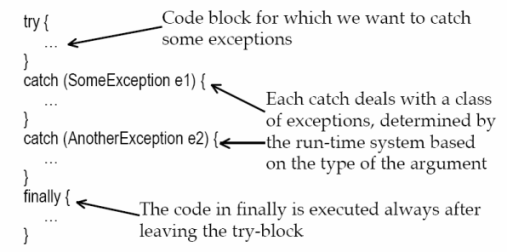 try {
Code block for which we want to catch
...
some exceptions
}
catch (SomeException e1) {
...
Each catch deals with a class
}
of exceptions, determined by
catch (AnotherException e2) {
the run-time system based
...
on the type of the argument
}
finally {
...
The code in finally is executed always after
}
leaving the try-block